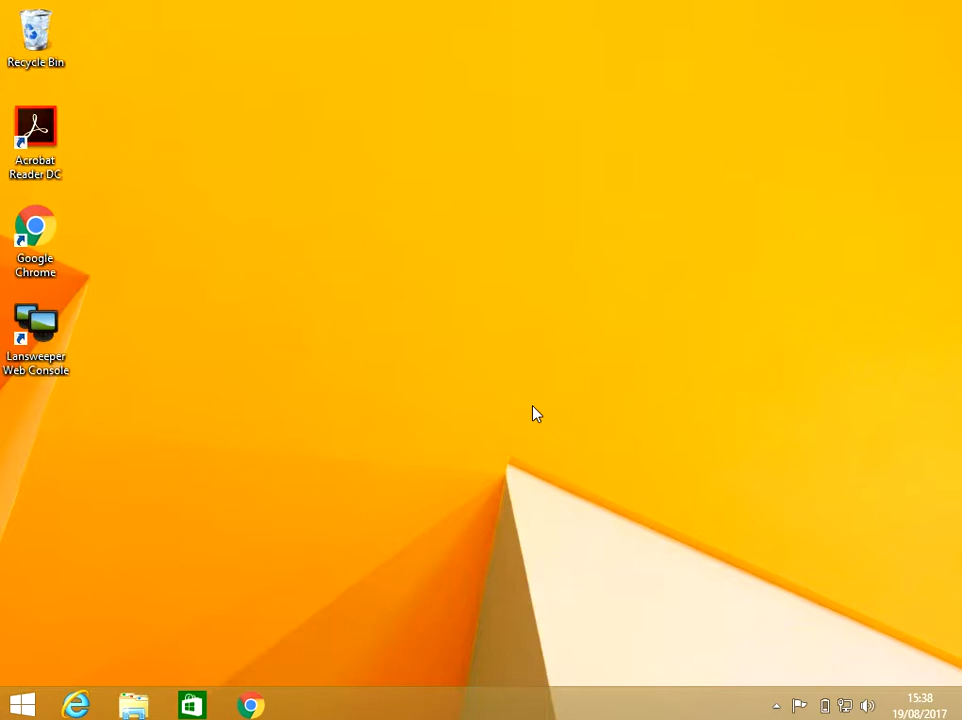 Recycle Bin
Acrobat
Reader DC
Google
Chrome
Lansweeper
Web Console
15:38
19/08/2017